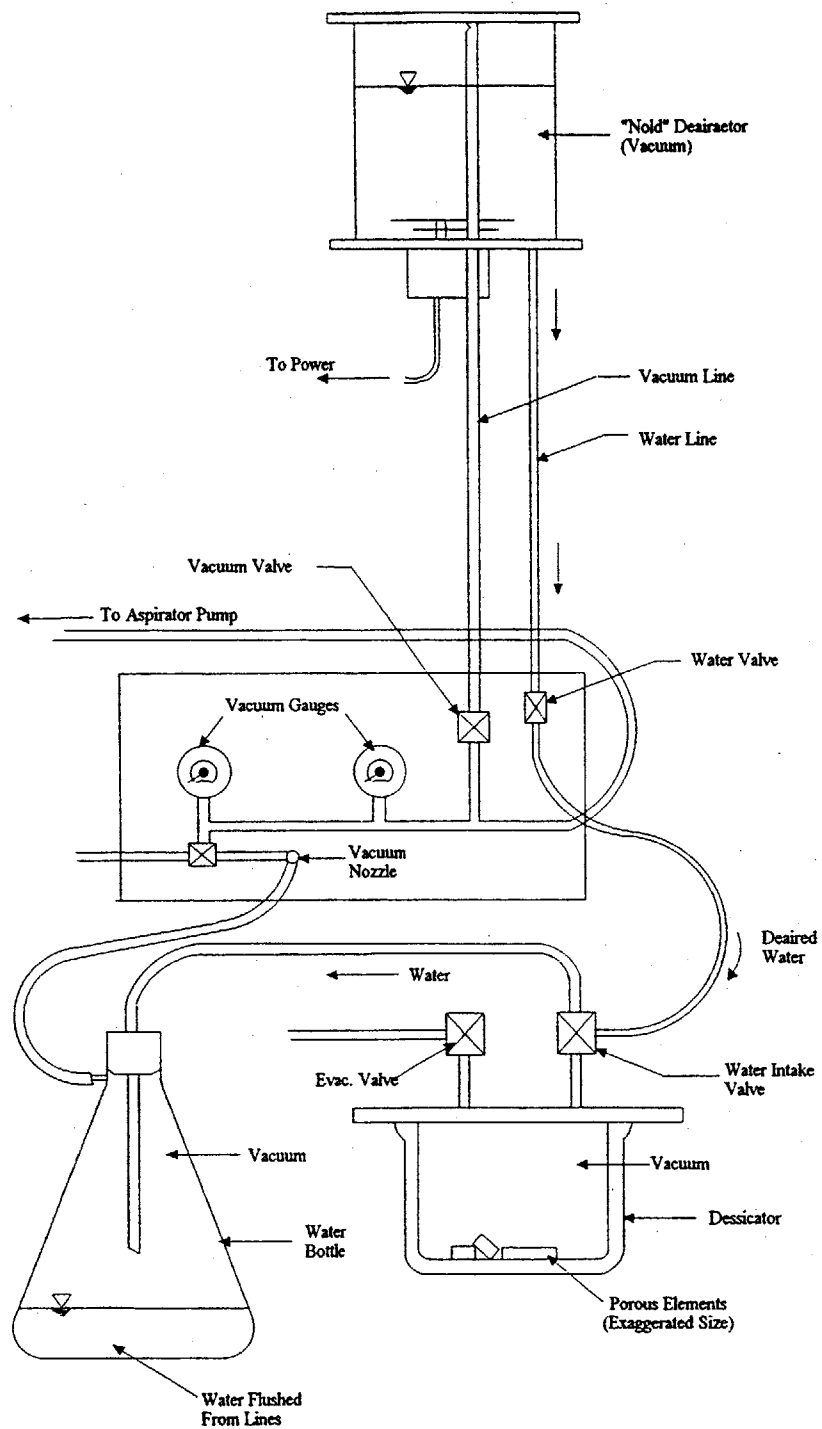 "Nold" Deairaetor
(Vacuum)
To Power
Vacuum Line
Water Line
Vacuum Valve
To Aspirator Pump
Water Valve
Vacuum Gauges
Vacuum
Nozzle
Deaired
Water
Water
Evac. Valve
Water Intake
Valve
Vacuum
Vacuum
Dessicator
Water
Bottle
Porous Elements
(Exaggerated Size)
Water Flushed
From Lines